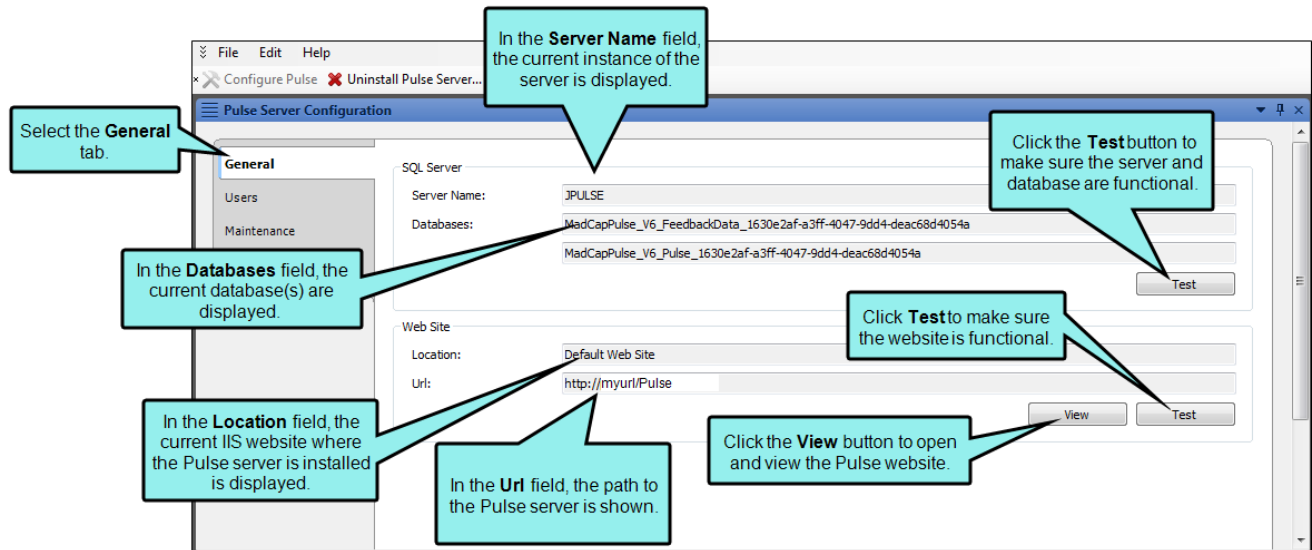 File Edit Help
Configure Pulse Uninstall Pulse Server...
Pulse Server Configuration
Select the General
tab.
In the Server Name field,
the current instance of the
server is displayed.
Click the Test button to
make sure the server and
database are functional.
General
Users
Maintenance
SQL Server
Server Name: JPULSE
Databases: MadCapPulse_V6_FeedbackData_1630e2af-a3ff-4047-9dd4-deac68d4054a
MadCapPulse_V6_Pulse_1630e2af-a3ff-4047-9dd4-deac68d4054a
Test
In the Databases field, the
current database(s) are
displayed.
Click Test to make sure
the website is functional.
Web Site
Location: Default Web Site
Url: http://myurl/Pulse
View Test
In the Location field, the
current IIS website where
the Pulse server is installed
is displayed.
In the Url field, the path to
the Pulse server is shown.
Click the View button to open
and view the Pulse website.